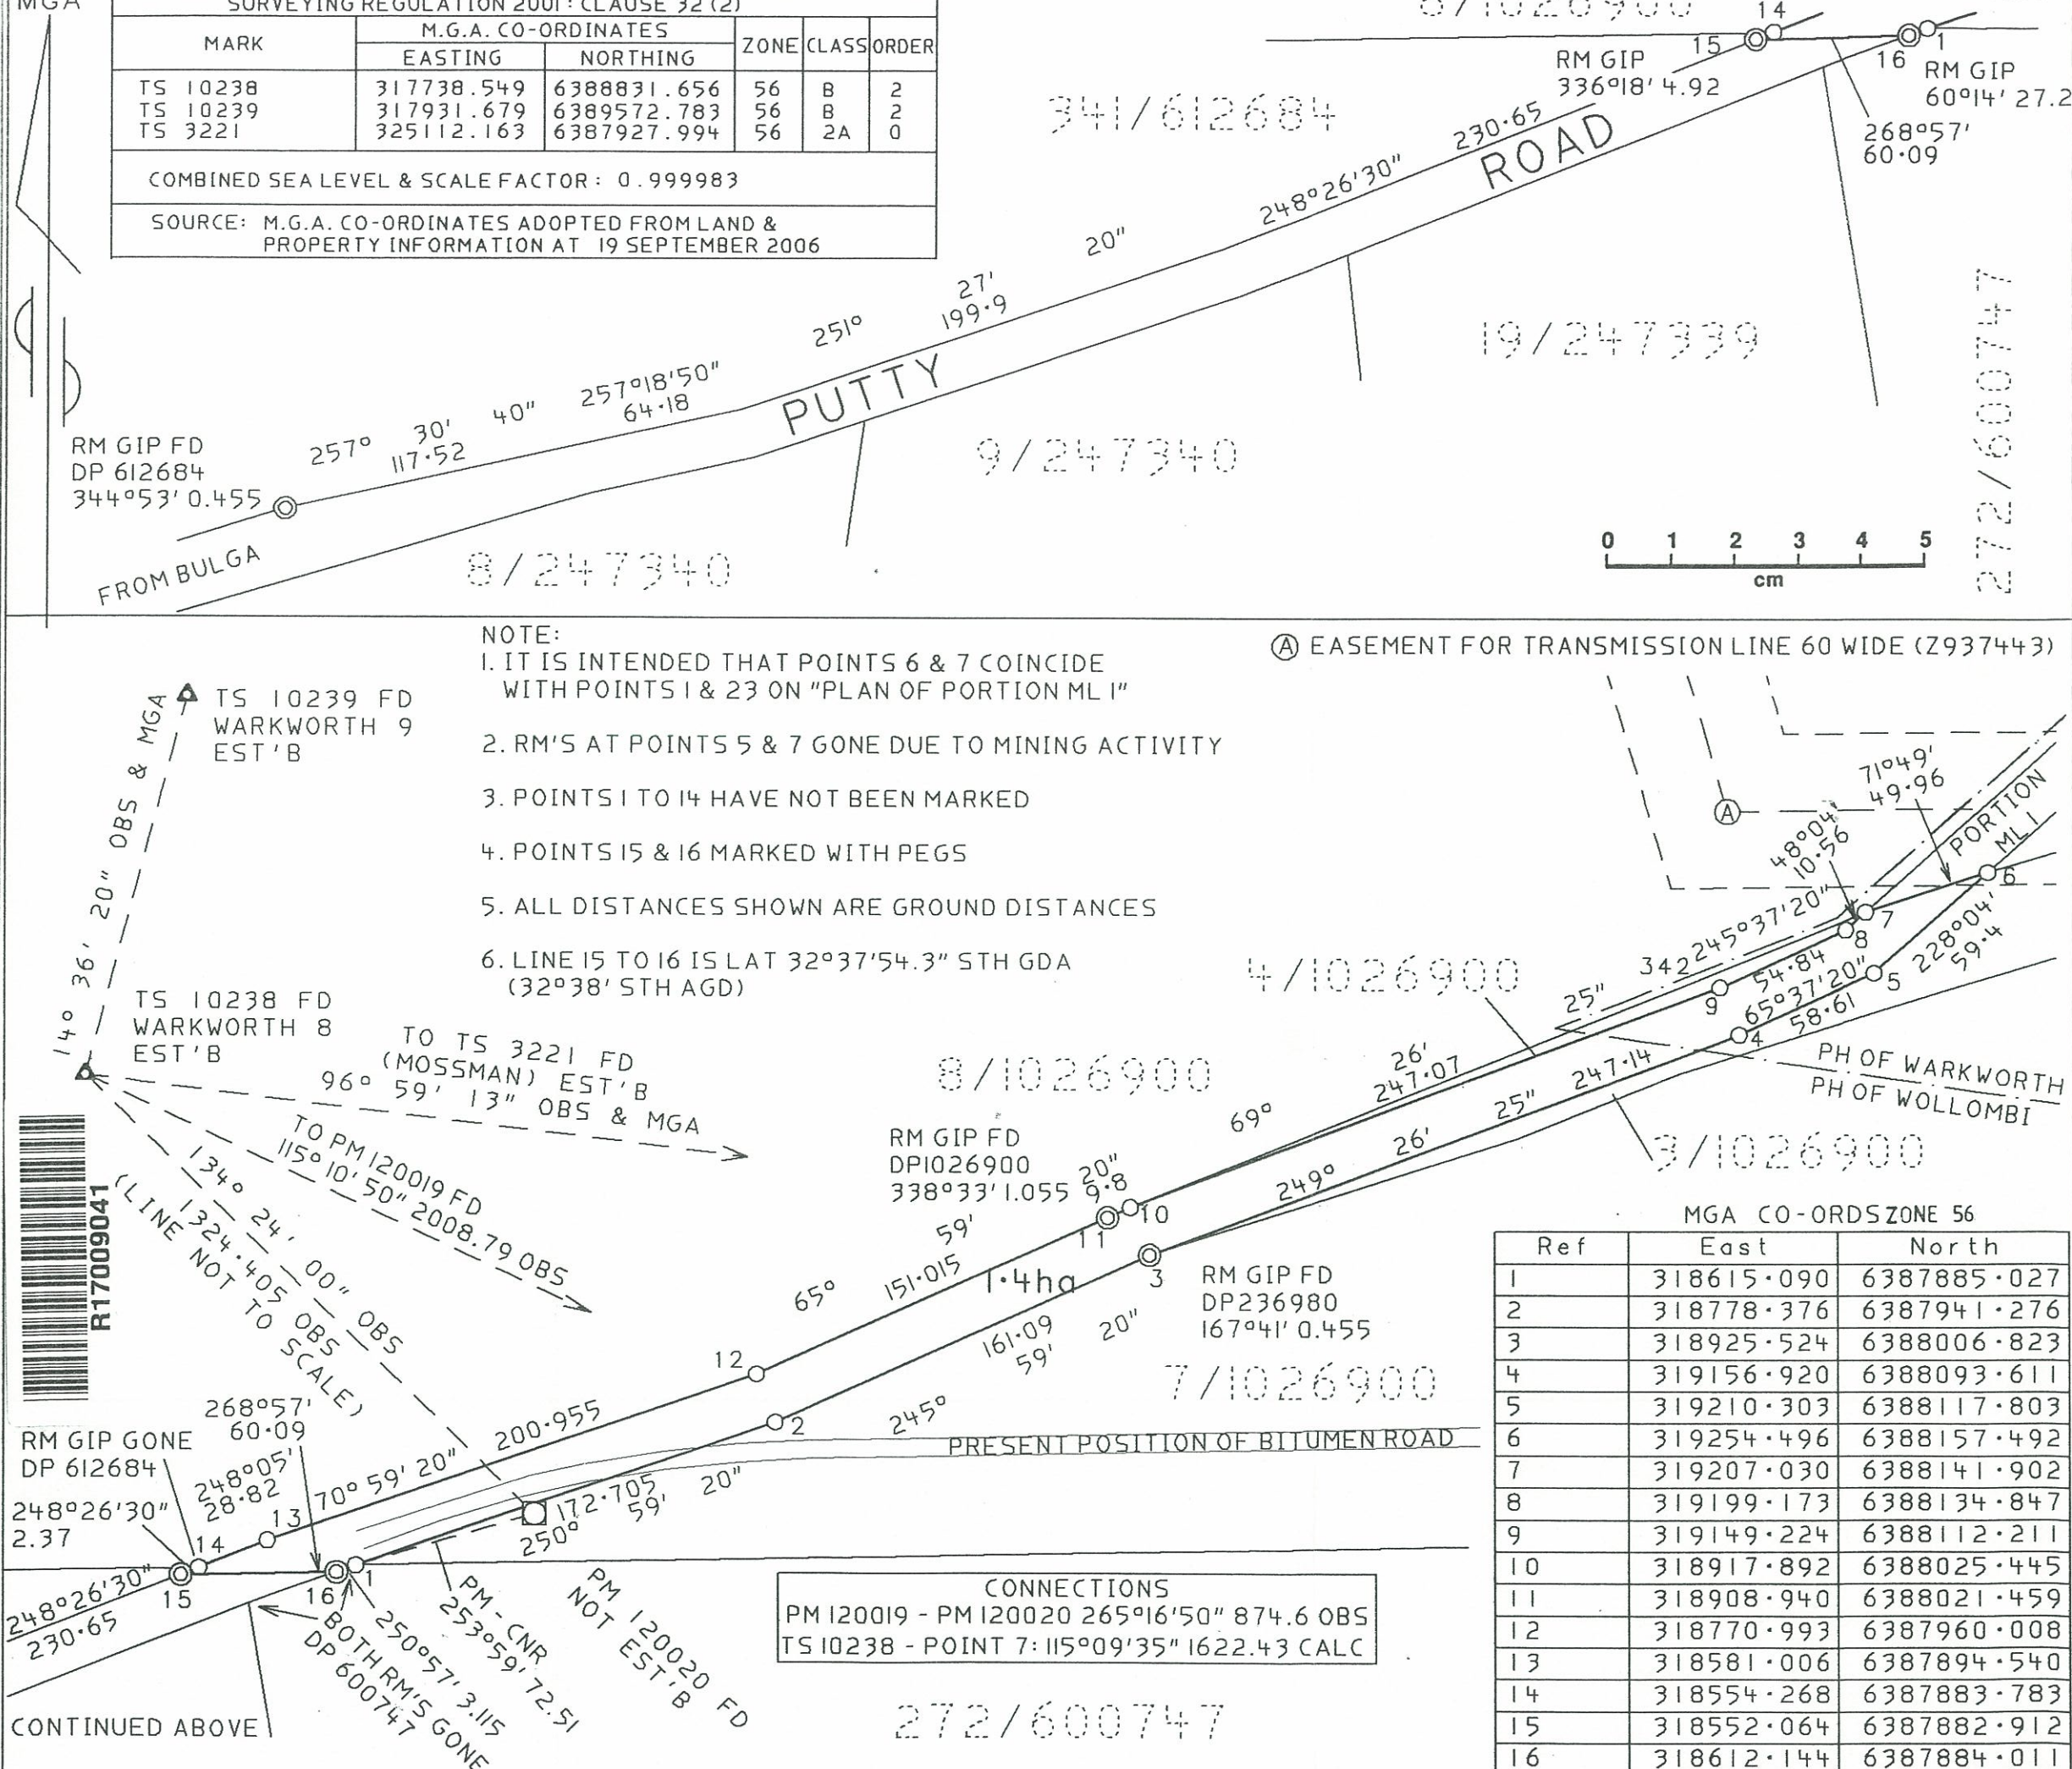 MGA
SURVEYING REGULATION 2001 : CLAUSE 32 (2)
MARK
M.G.A. CO-ORDINATES
ZONE CLASS ORDER
EASTING NORTHING
TS 10238 317738.549 6388831.656 56 B 2
TS 10239 317931.679 6389572.783 56 B 2
TS 3221 325112.163 6387927.994 56 2A 0
COMBINED SEA LEVEL & SCALE FACTOR : 0.999983
SOURCE: M.G.A. CO-ORDINATES ADOPTED FROM LAND &
PROPERTY INFORMATION AT 19 SEPTEMBER 2006
8/1026900
14
15
RM GIP
336°18' 4.92
16
1
RM GIP
60°14' 27.2
268°57'
60·09
341/612684
230.65
248°26'30"
ROAD
20"
27'
199·9
251°
PUTTY
257°18'50"
64·18
257° 30' 40"
117·52
RM GIP FD
DP 612684
344°53' 0.455
FROM BULGA
8/247340
9/247340
19/247339
272/600747
0 1 2 3 4 5
cm
NOTE:
1. IT IS INTENDED THAT POINTS 6 & 7 COINCIDE
WITH POINTS 1 & 23 ON "PLAN OF PORTION ML 1"
2. RM'S AT POINTS 5 & 7 GONE DUE TO MINING ACTIVITY
3. POINTS 1 TO 14 HAVE NOT BEEN MARKED
4. POINTS 15 & 16 MARKED WITH PEGS
5. ALL DISTANCES SHOWN ARE GROUND DISTANCES
6. LINE 15 TO 16 IS LAT 32°37'54.3" STH GDA
(32°38' STH AGD)
A EASEMENT FOR TRANSMISSION LINE 60 WIDE (Z937443)
TS 10239 FD
WARKWORTH 9
EST'B
14° 36' 20" OBS & MGA
TS 10238 FD
WARKWORTH 8
EST'B
TO TS 3221 FD
(MOSSMAN) EST'B
96° 59' 13" OBS & MGA
TO PM 120019 FD
115° 10' 50" 2008.79 OBS
134° 24' 00" OBS
1324.405 OBS
(LINE NOT TO SCALE)
R17009041
A
71°49'
49·96
PORTION
ML 1
48°04'
10·56
6
7
8
245°37'20"
342
228°04'
59·4
54·84
65°37'20"
58·61
5
9
4
25"
4/1026900
26'
247·07
69°
247·14
25"
26'
249°
PH OF WARKWORTH
PH OF WOLLOMBI
3/1026900
8/1026900
RM GIP FD
DP1026900
338°33' 1.055
20"
9·8
10
11
59'
151·015
65°
1·4ha
3
RM GIP FD
DP236980
167°41' 0.455
20"
161·09
59'
245°
7/1026900
12
2
200·955
70° 59' 20"
PRESENT POSITION OF BITUMEN ROAD
172·705
250° 59' 20"
268°57'
60·09
RM GIP GONE
DP 612684
248°05'
28·82
248°26'30"
2.37
13
14
15
16
1
248°26'30"
230·65
CONTINUED ABOVE
BOTH RM'S GONE
DP 600747
250°57' 3.115
PM - CNR
253°59' 72.51
PM 120020 FD
NOT EST'B
CONNECTIONS
PM 120019 - PM 120020 265°16'50" 874.6 OBS
TS 10238 - POINT 7: 115°09'35" 1622.43 CALC
272/600747
MGA CO-ORDS ZONE 56
Ref East North
1 318615·090 6387885·027
2 318778·376 6387941·276
3 318925·524 6388006·823
4 319156·920 6388093·611
5 319210·303 6388117·803
6 319254·496 6388157·492
7 319207·030 6388141·902
8 319199·173 6388134·847
9 319149·224 6388112·211
10 318917·892 6388025·445
11 318908·940 6388021·459
12 318770·993 6387960·008
13 318581·006 6387894·540
14 318554·268 6387883·783
15 318552·064 6387882·912
16 318612·144 6387884·011